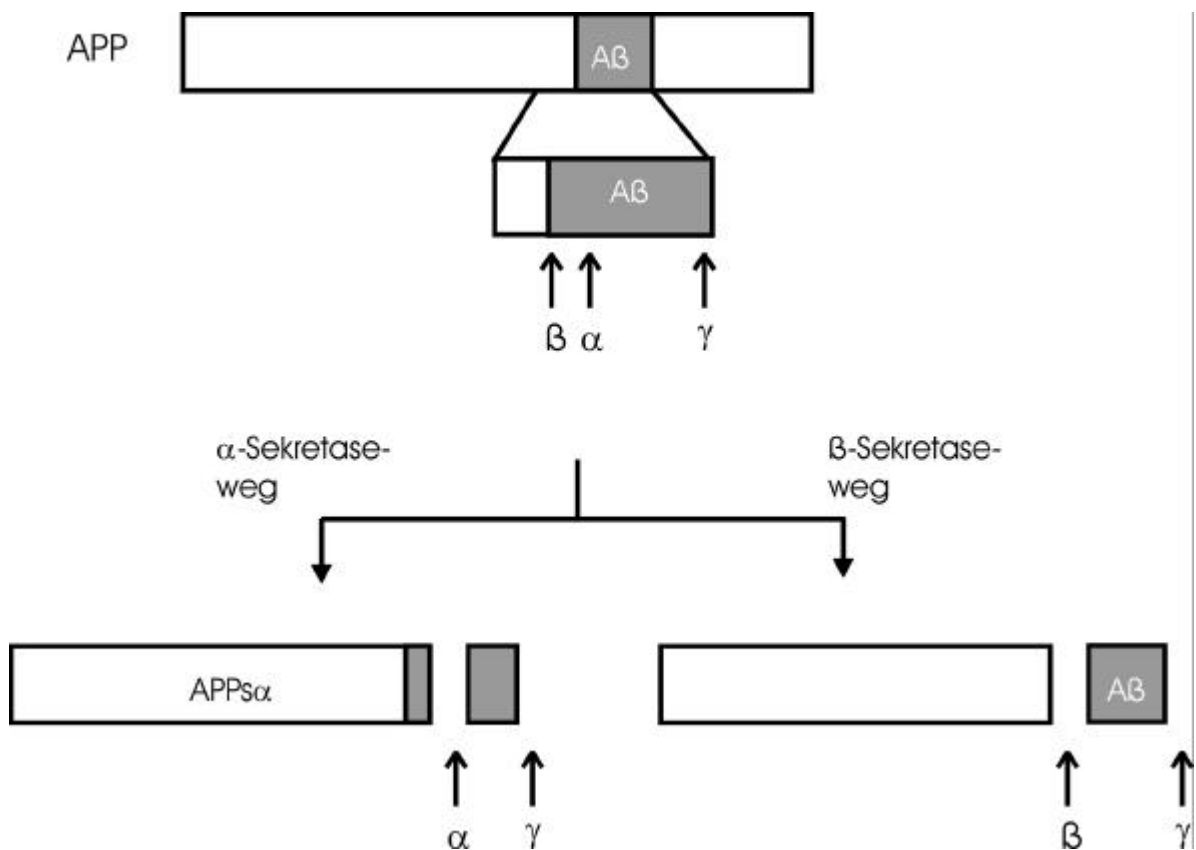 APP
Aß
Aß
ß α γ
α-Sekretase-
weg
ß-Sekretase-
weg
APPsα
Aß
α γ
ß γ